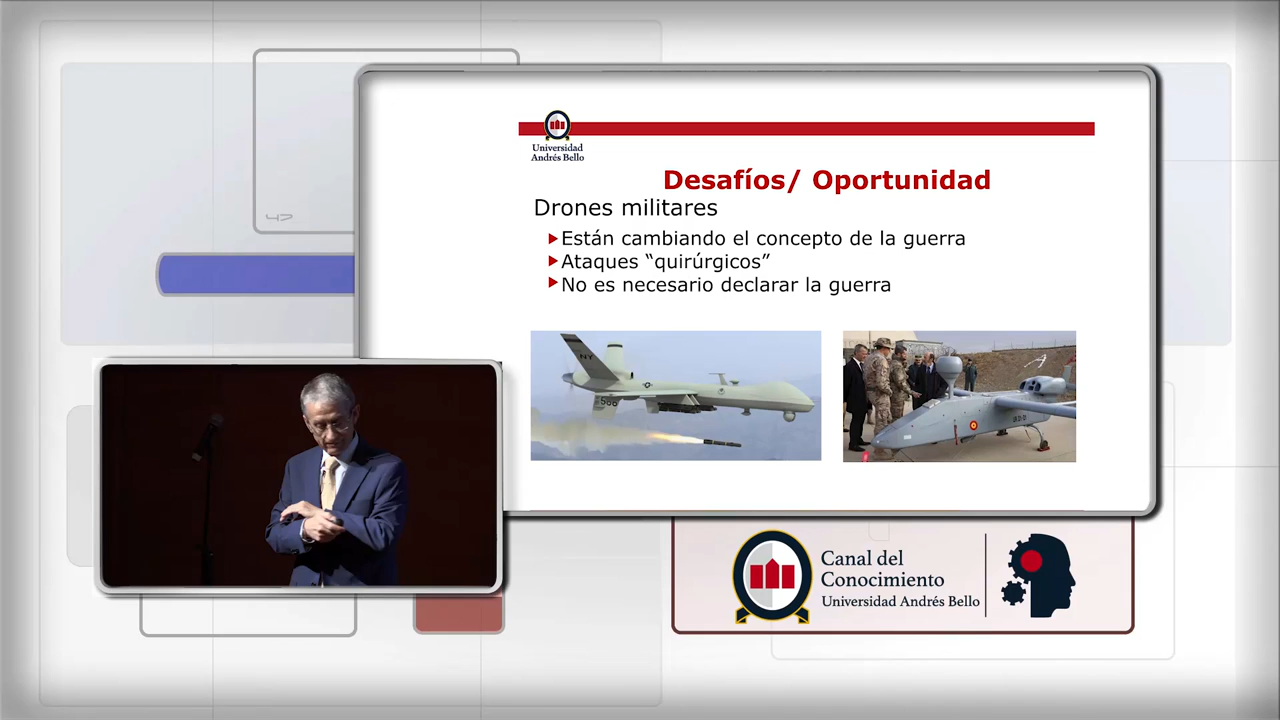 Universidad
Andrés Bello
Desafíos/ Oportunidad
Drones militares
Están cambiando el concepto de la guerra
Ataques “quirúrgicos”
No es necesario declarar la guerra
NY
Canal del
Conocimiento
Universidad Andrés Bello